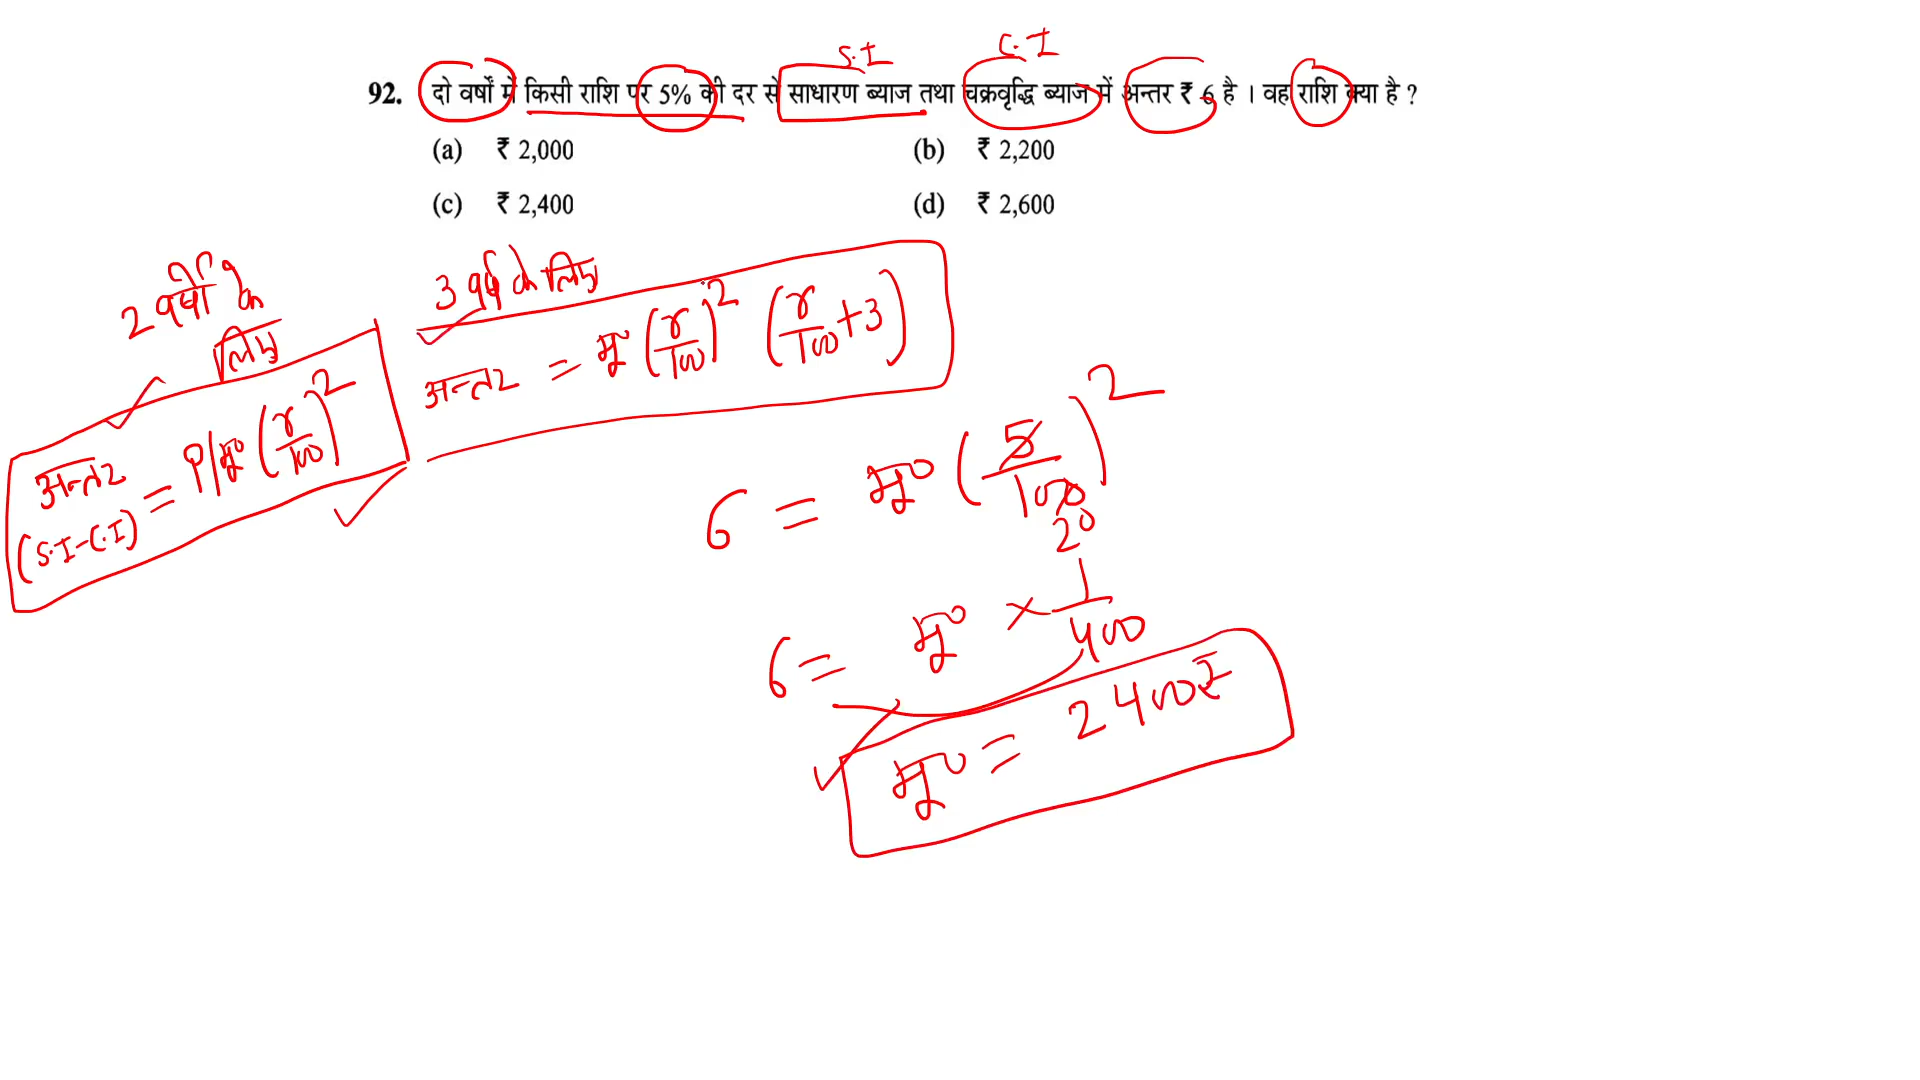 S.I C.I
92. दो वर्षों में किसी राशि पर 5% की दर से साधारण ब्याज तथा चक्रवृद्धि ब्याज में अन्तर ₹ 6 है । वह राशि क्या है ?
(a) ₹ 2,000 (b) ₹ 2,200
(c) ₹ 2,400 (d) ₹ 2,600
2 वर्षों के
लिए
अन्तर = P/मू० (r/100)^2
(S.I-C.I)
3 वर्ष के लिए
अन्तर = मू० (r/100)^2 (r/100+3)
6 = मू० (5/100)^2
20
6 = मू० × 1/400
मू० = 2400₹